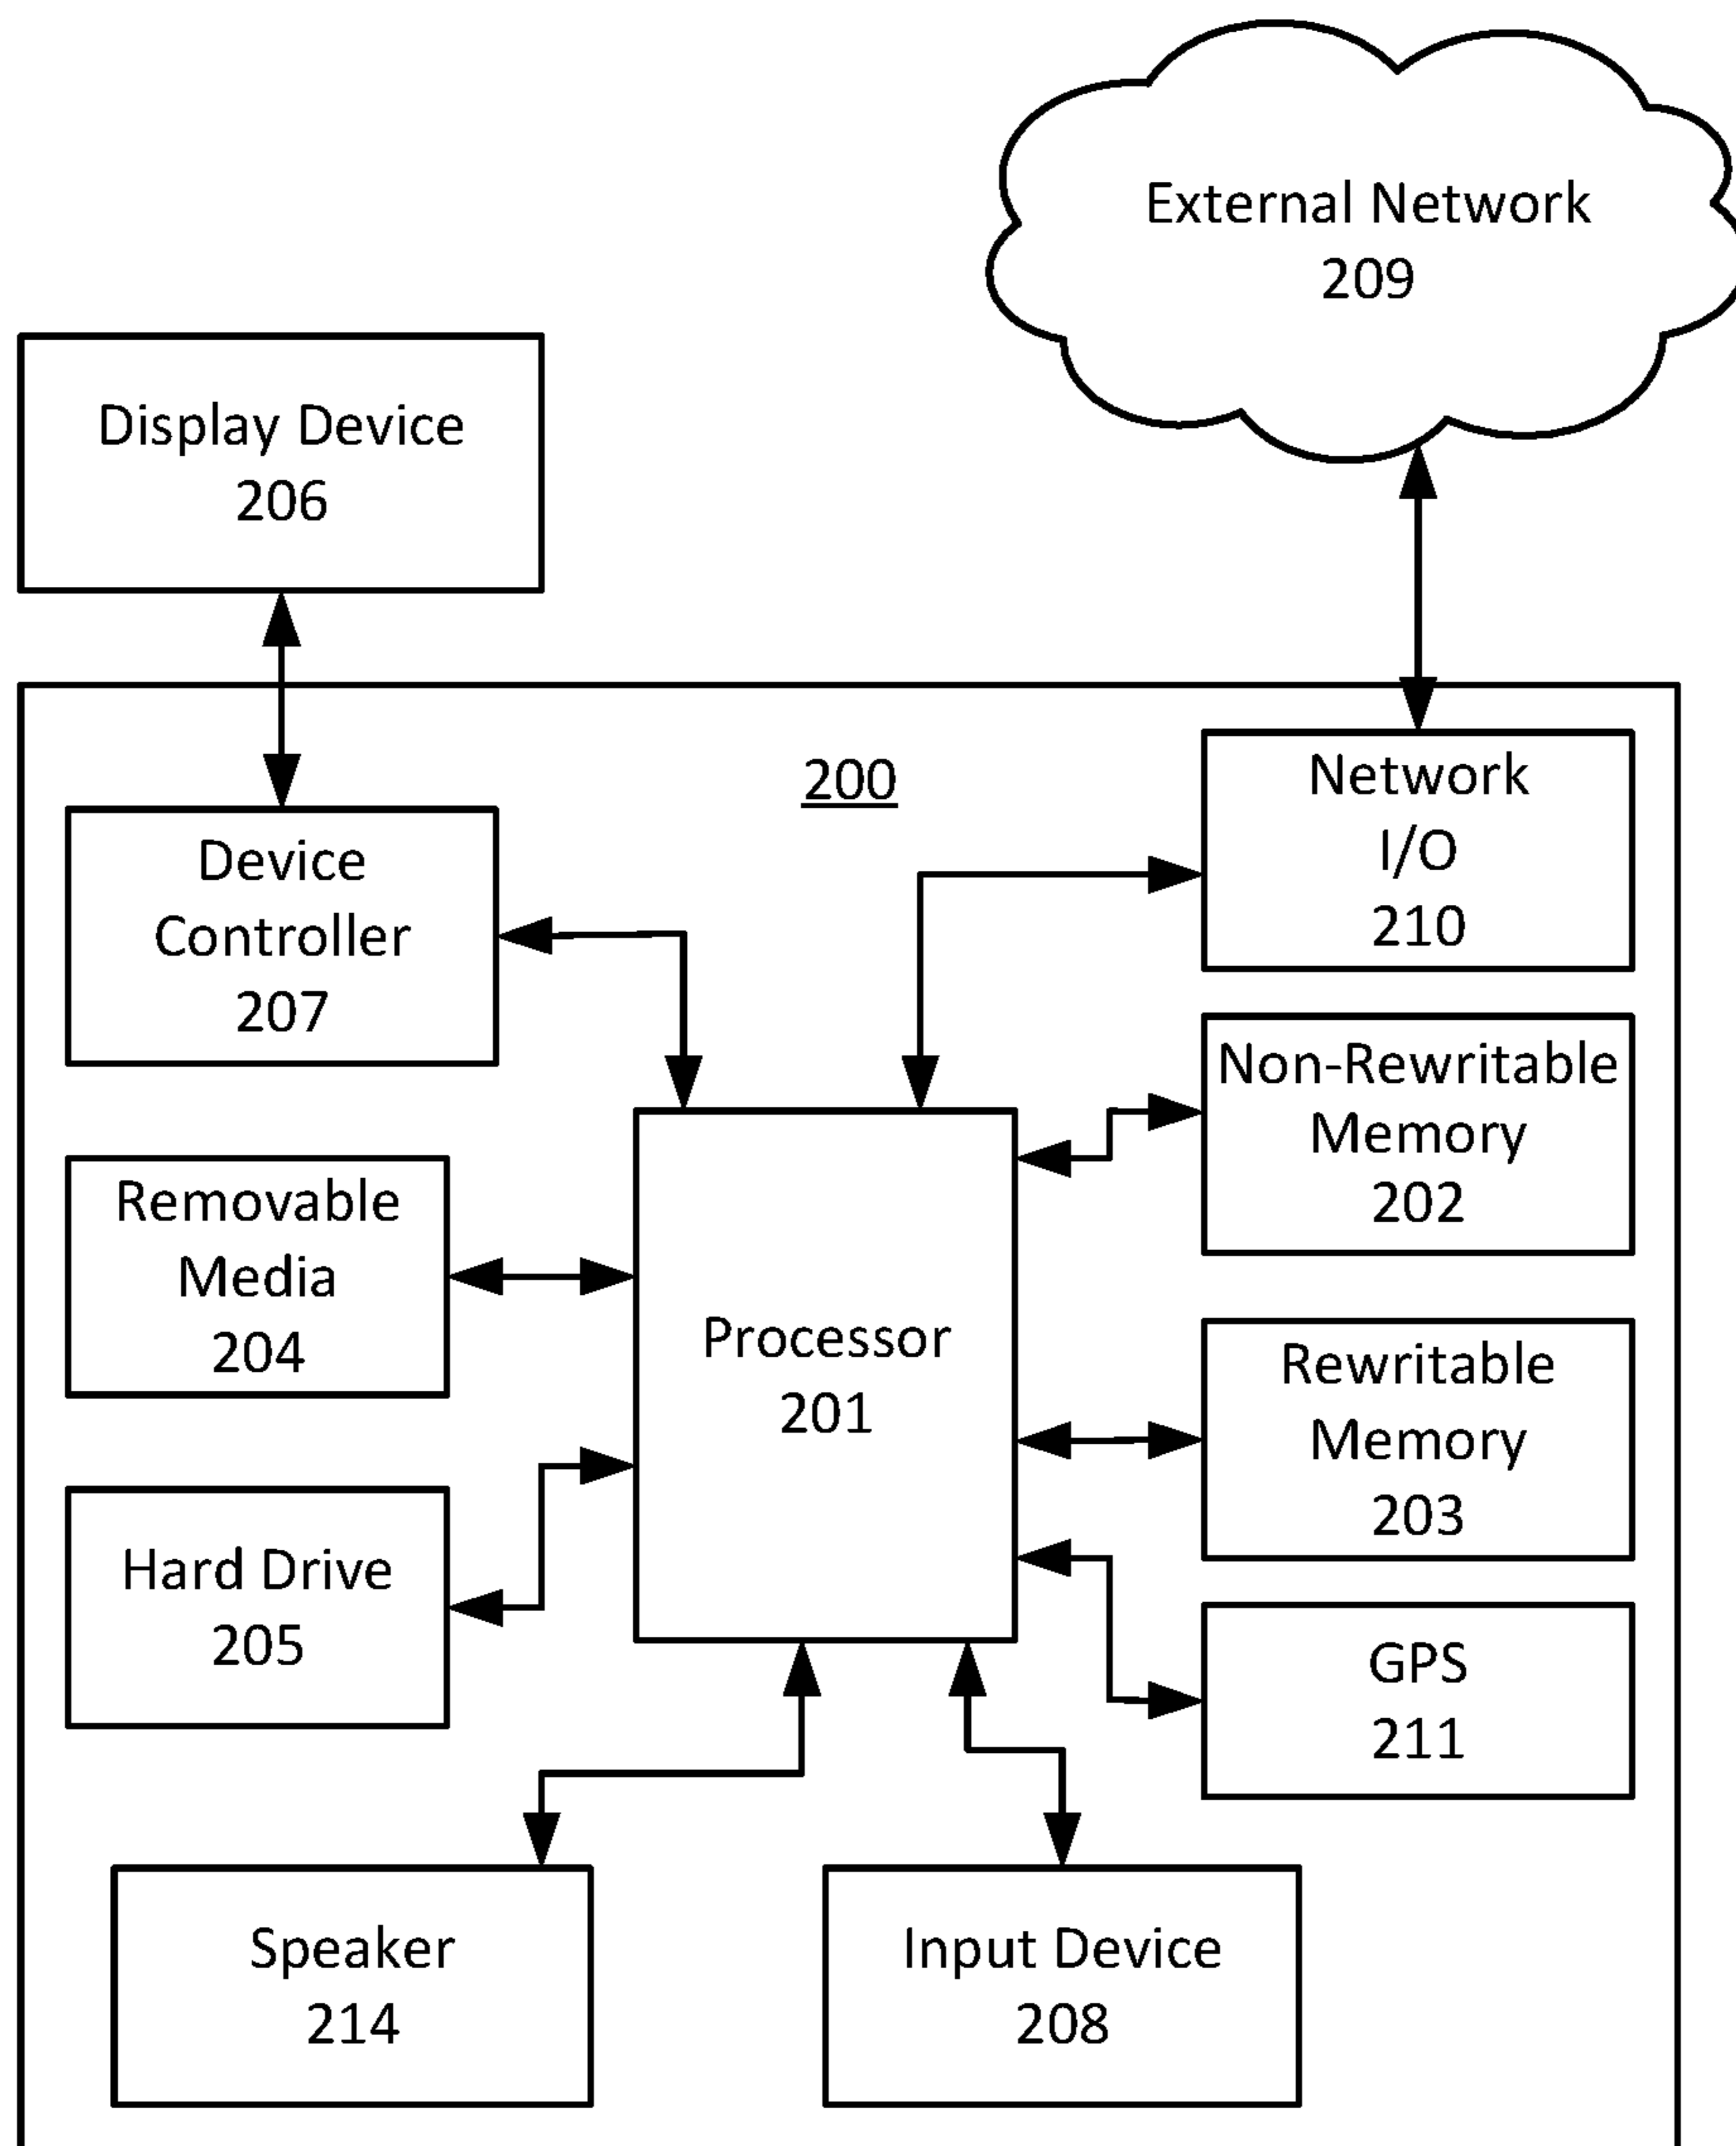 External Network
209
Display Device
206
200
Network
I/O
210
Device
Controller
207
Non-Rewritable
Memory
202
Removable
Media
204
Processor
201
Rewritable
Memory
203
Hard Drive
205
GPS
211
Speaker
214
Input Device
208